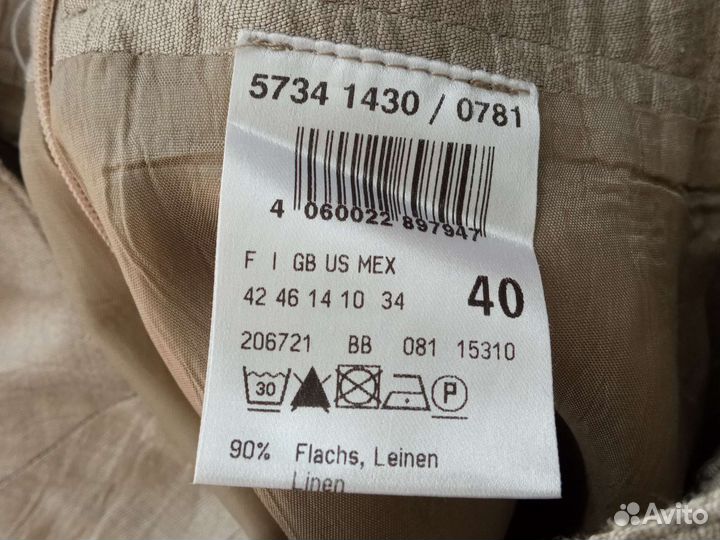 5734 1430 / 0781
4 060022 897947
F I GB US MEX
42 46 14 10 34 40
206721 BB 081 15310
30 P
90% Flachs, Leinen
Linen
Avito